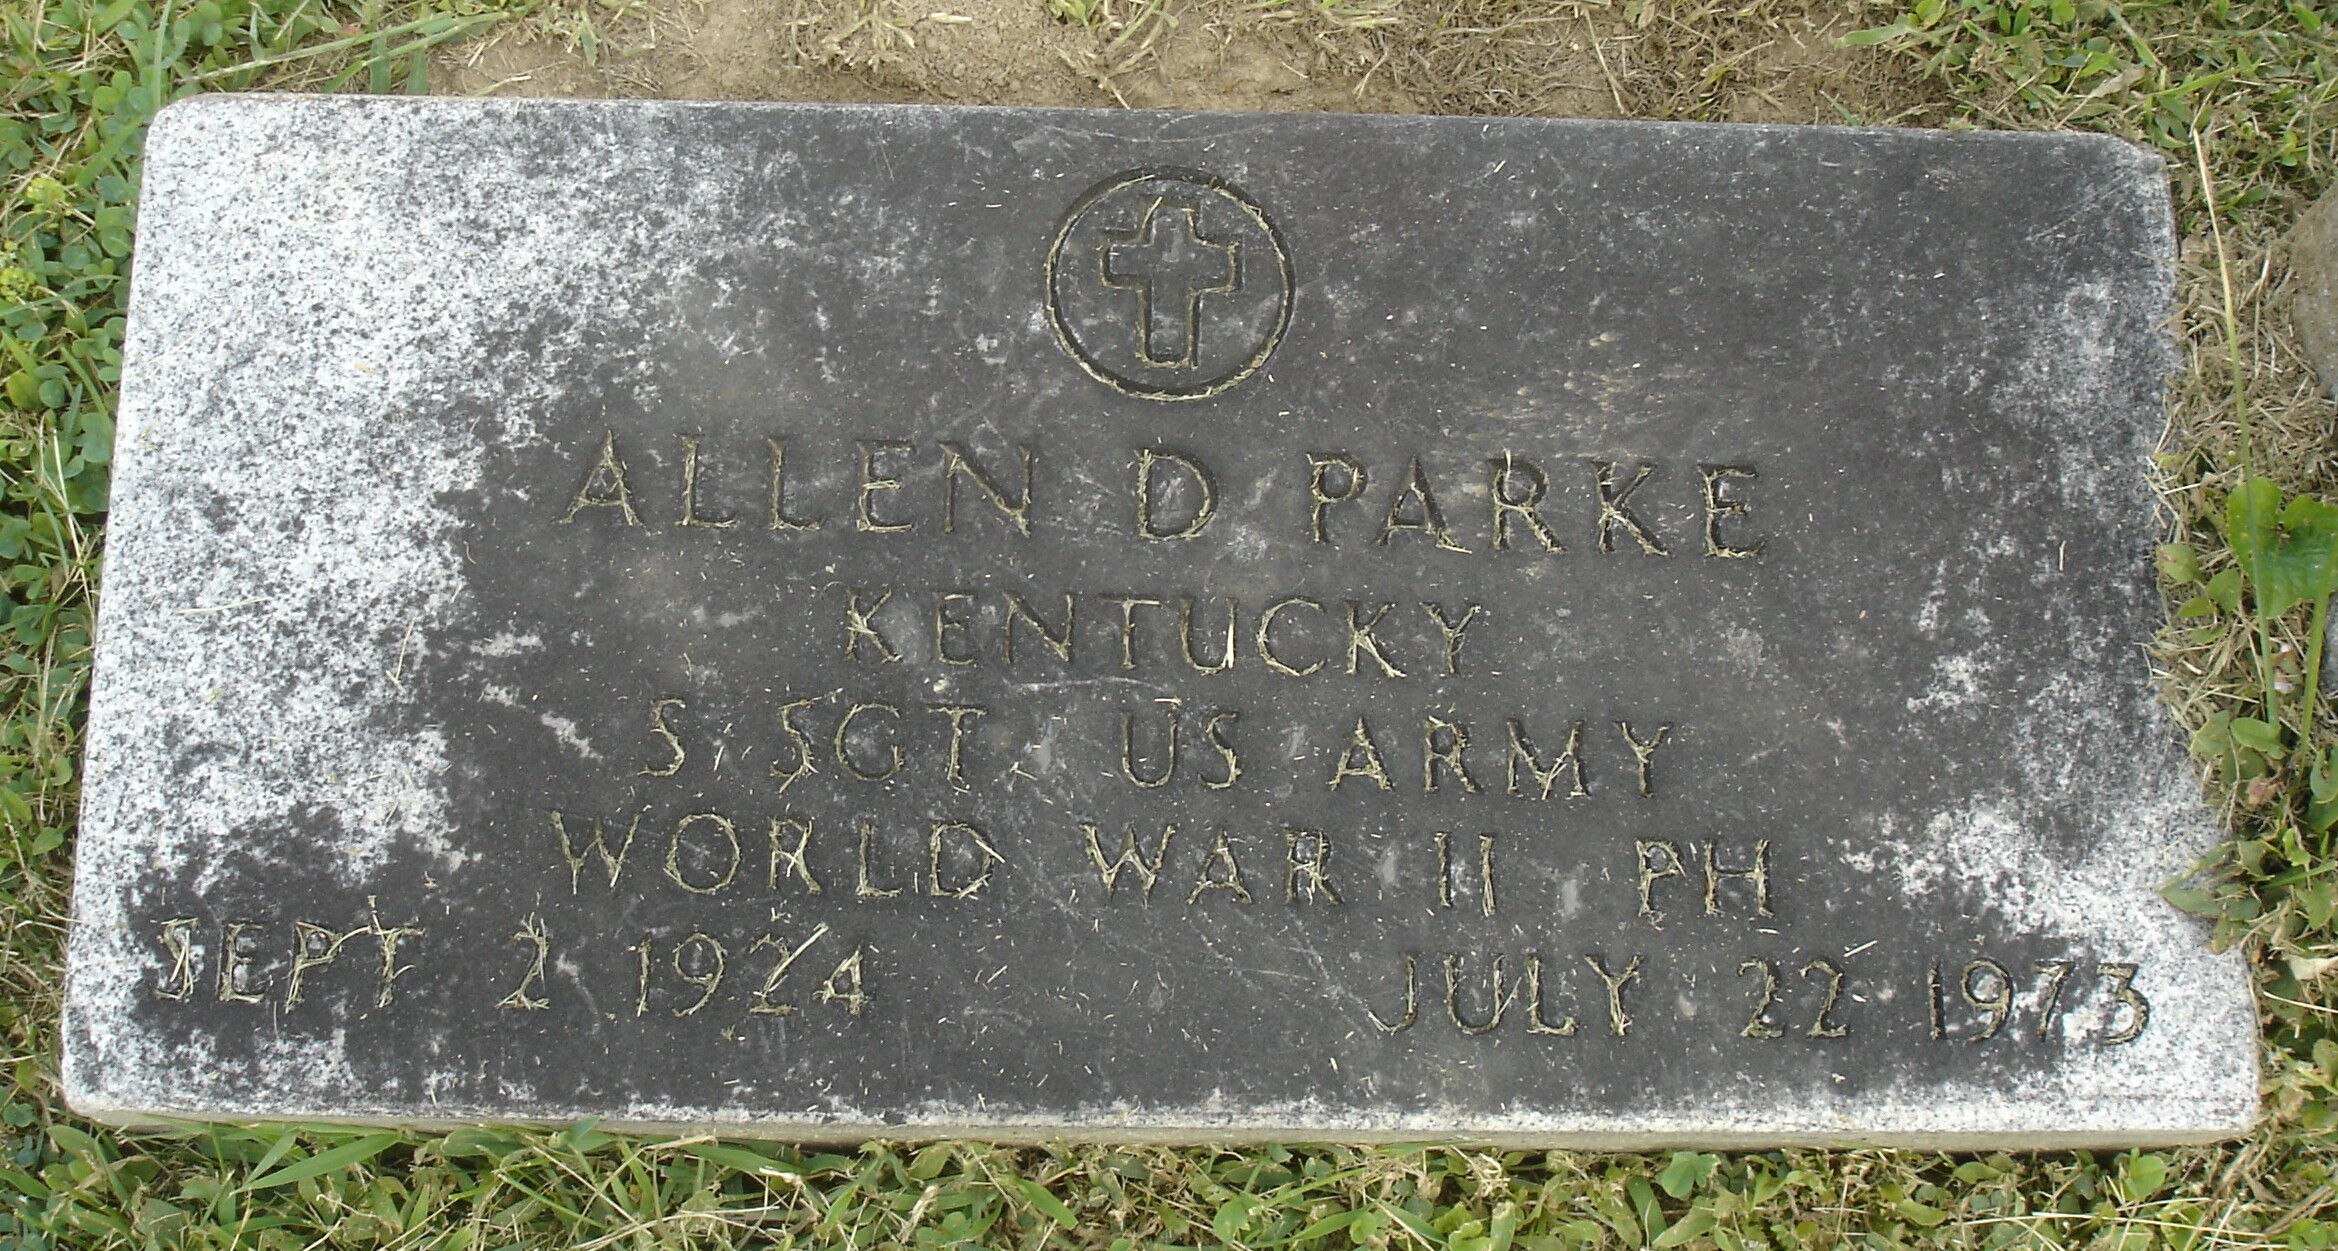 ALLEN D PARKE
KENTUCKY
S SGT US ARMY
WORLD WAR II PH
SEPT 2 1924 JULY 22 1973